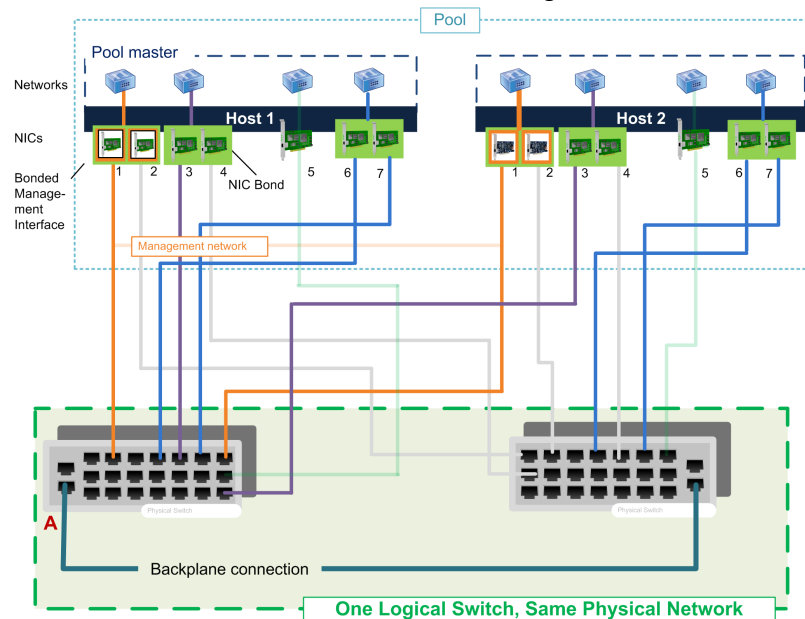 Pool
Pool master
Networks
Host 1
Host 2
NICs
1
2
3
4
5
6
7
1
2
3
4
5
6
7
NIC Bond
Bonded
Manage-
ment
Interface
Management network
Physical Switch
Physical Switch
A
Backplane connection
One Logical Switch, Same Physical Network